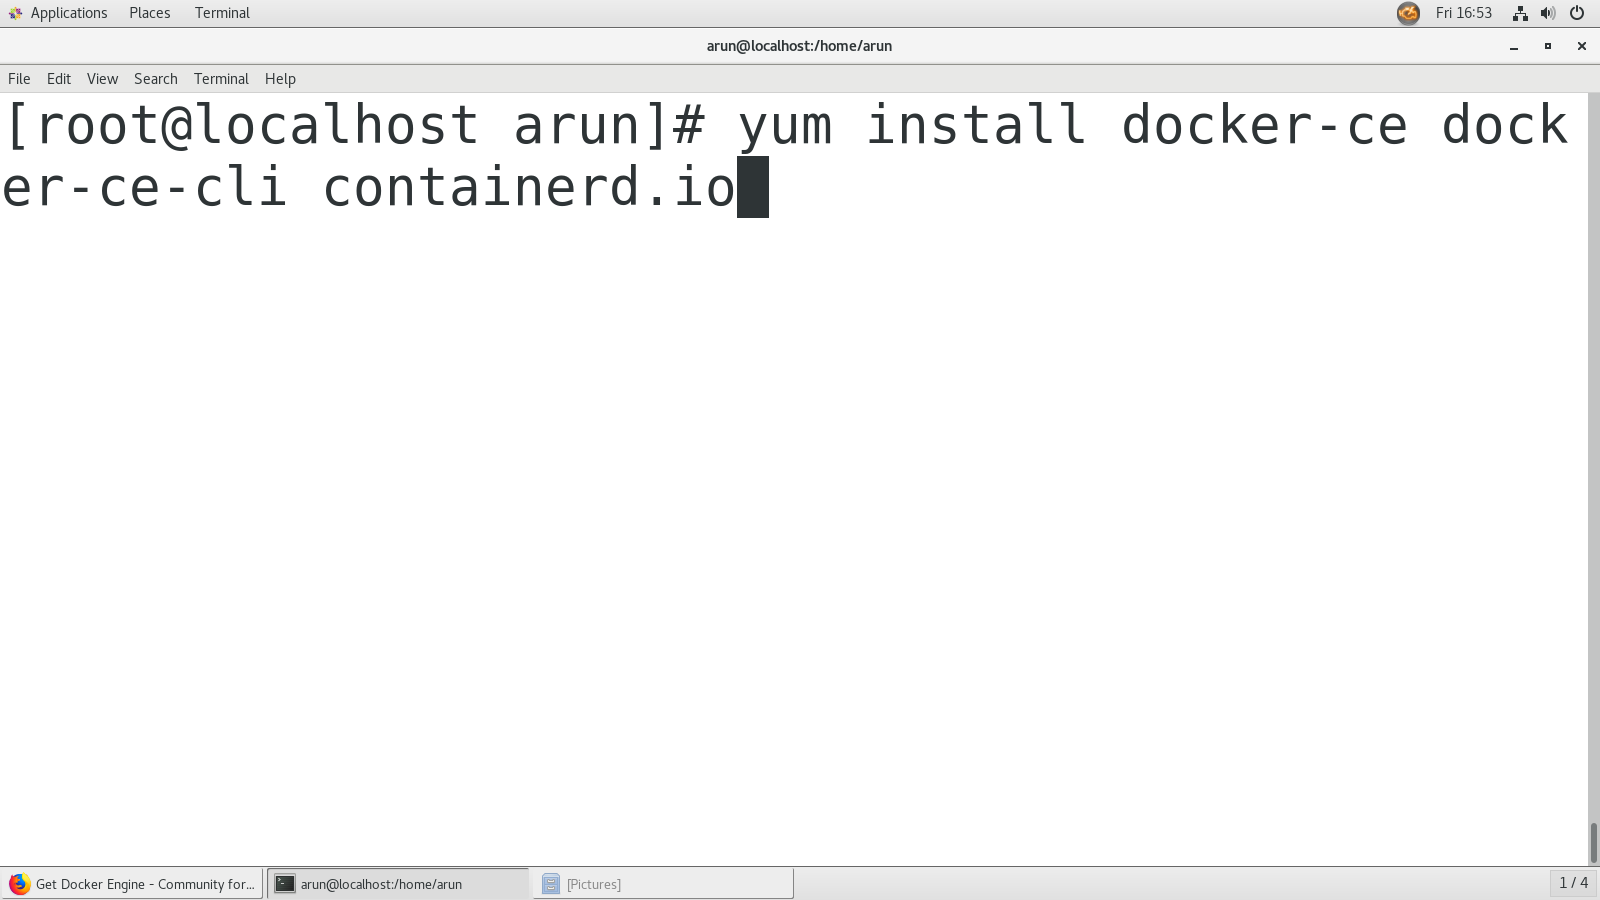 Applications Places Terminal Fri 16:53
arun@localhost:/home/arun
File Edit View Search Terminal Help
[root@localhost arun]# yum install docker-ce dock
er-ce-cli containerd.io
Get Docker Engine - Community for... arun@localhost:/home/arun [Pictures] 1 / 4